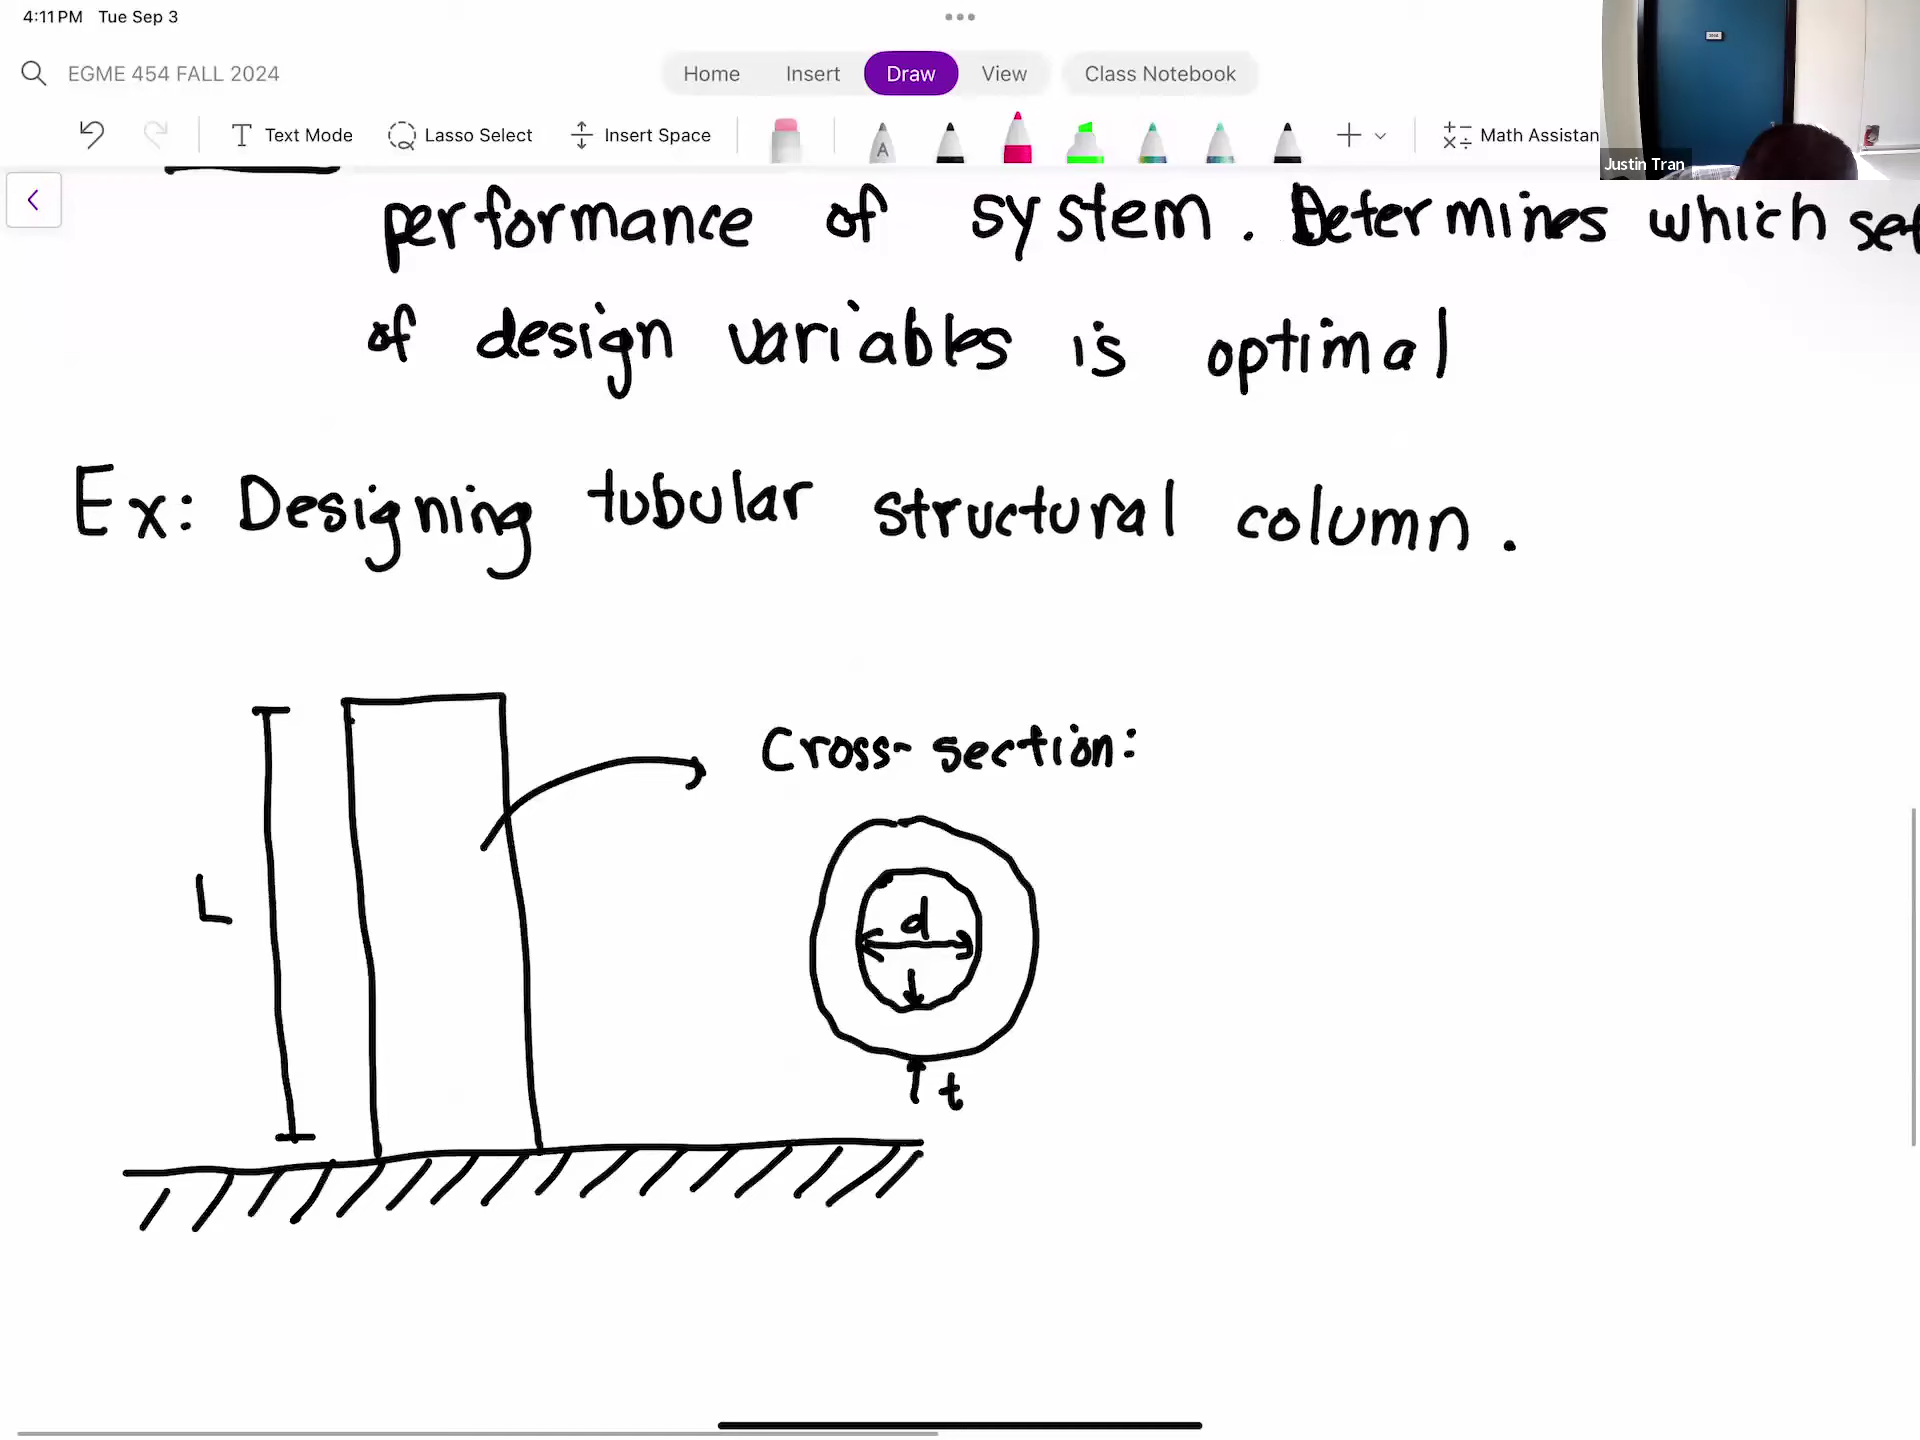 4:11 PM Tue Sep 3
EGME 454 FALL 2024
Home Insert Draw View Class Notebook
T Text Mode Lasso Select Insert Space A Math Assistan
Justin Tran
performance of system. Determines which set
of design variables is optimal
Ex: Designing tubular structural column.
Cross-section:
L
d
t